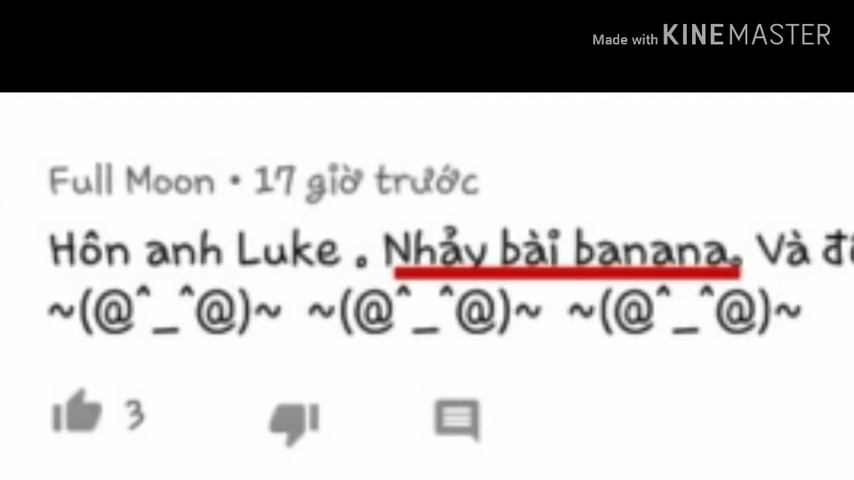 Made with KINEMASTER
Full Moon • 17 giờ trước
Hôn anh Luke . Nhảy bài banana. Và
~(@^_^@)~ ~(@^_^@)~ ~(@^_^@)~
3